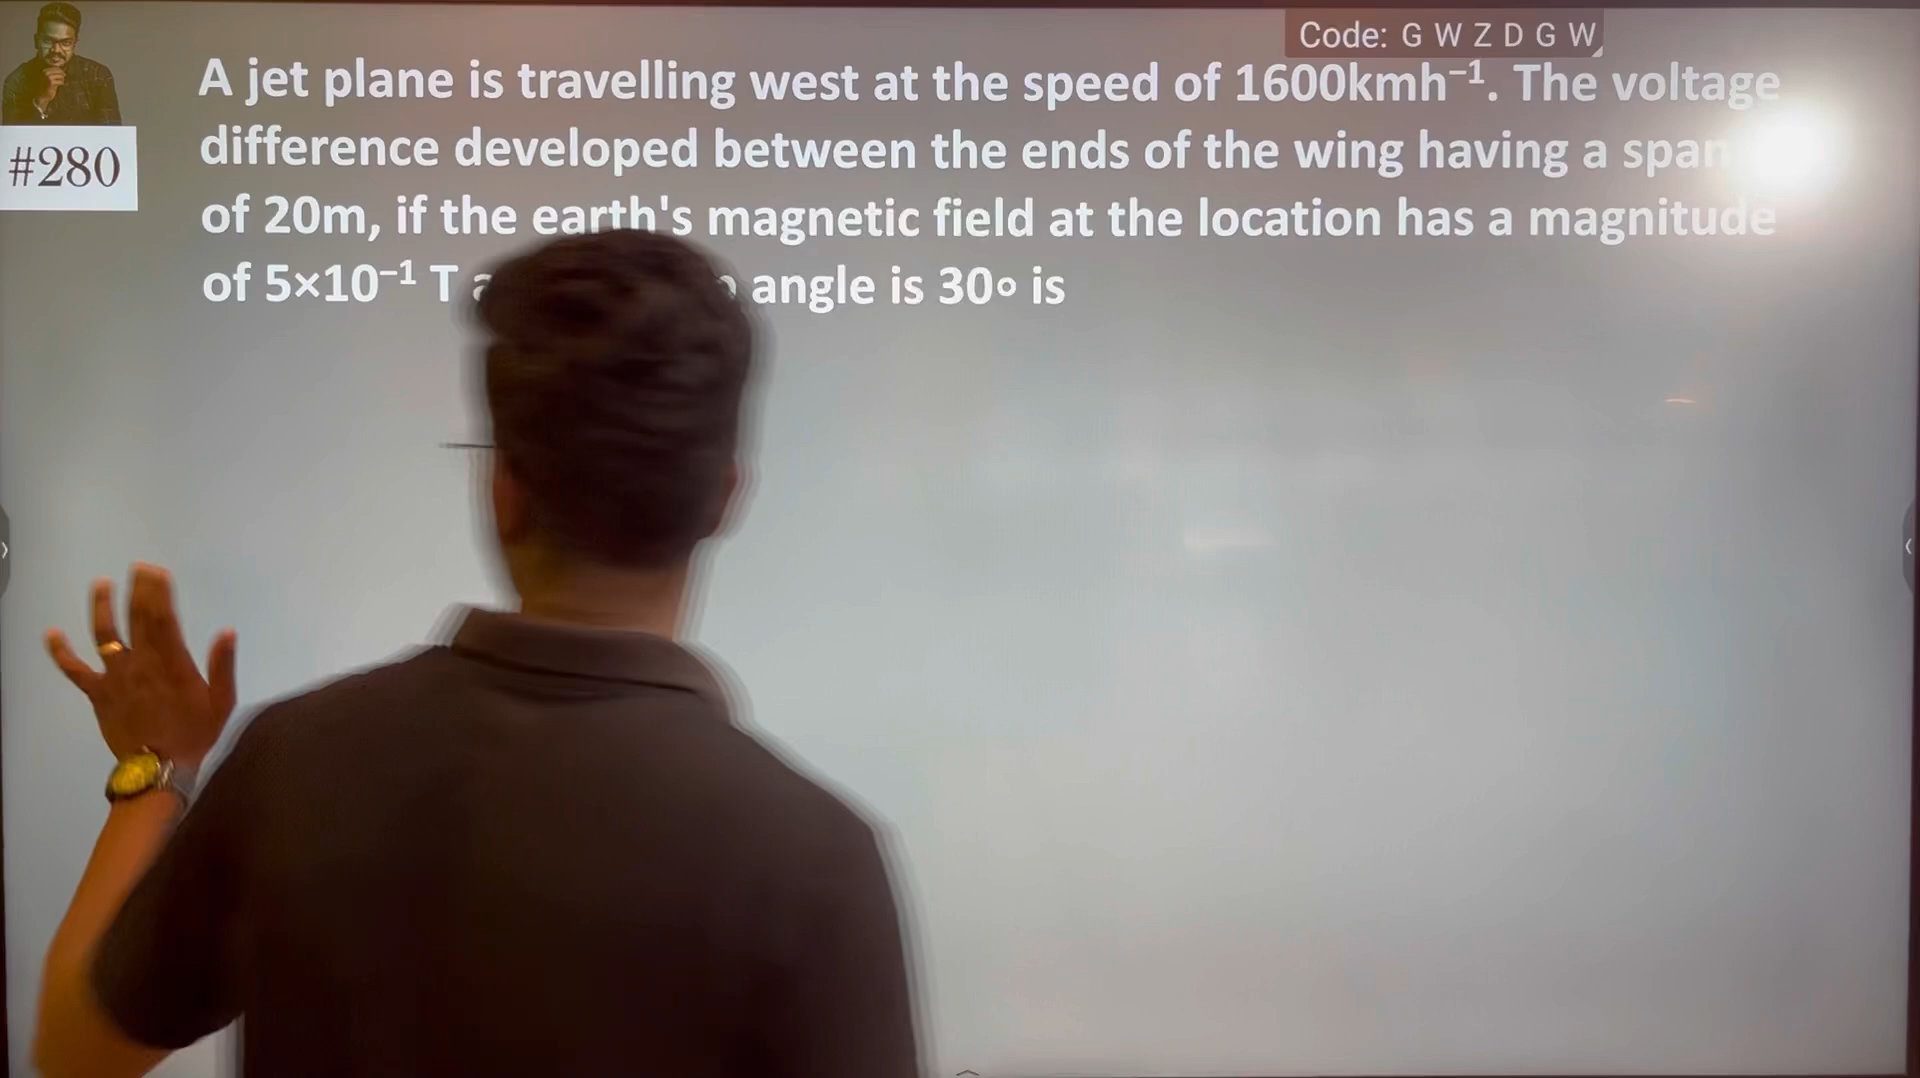 Code: G W Z D G W
A jet plane is travelling west at the speed of 1600kmh⁻¹. The voltage
#280
difference developed between the ends of the wing having a span
of 20m, if the earth's magnetic field at the location has a magnitude
of 5×10⁻¹ T angle is 30∘ is